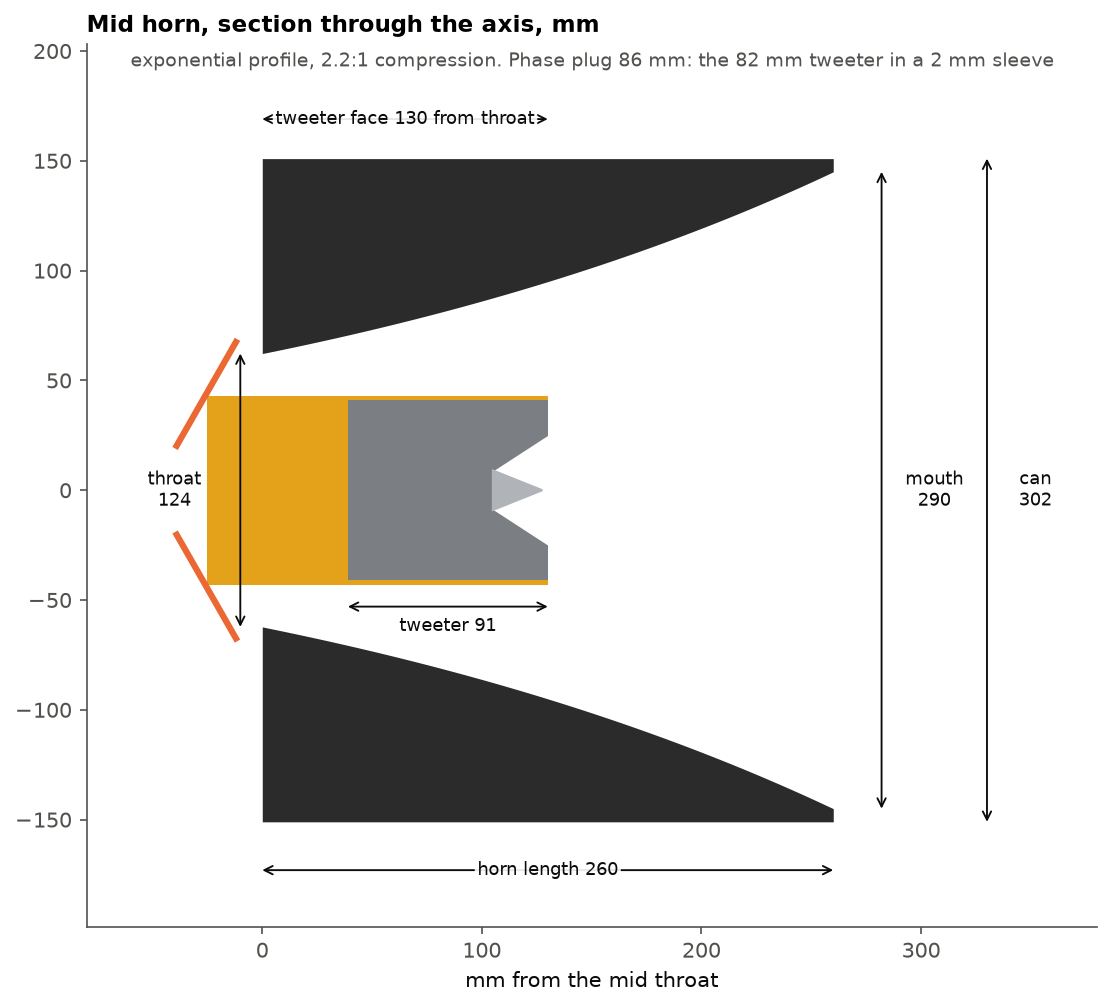 Mid horn, section through the axis, mm
exponential profile, 2.2:1 compression. Phase plug 86 mm: the 82 mm tweeter in a 2 mm sleeve
tweeter face 130 from throat
throat
124
mouth
290
can
302
tweeter 91
horn length 260
200
150
100
50
0
−50
−100
−150
0
100
200
300
mm from the mid throat